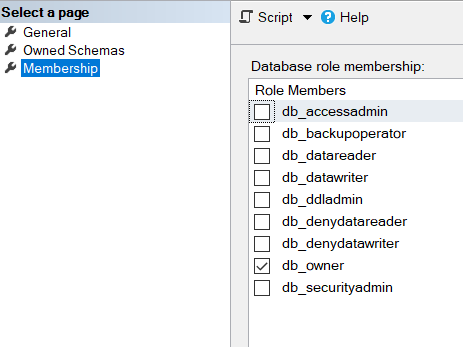 Select a page
General
Owned Schemas
Membership
Script
Help
Database role membership:
Role Members
db_accessadmin
db_backupoperator
db_datareader
db_datawriter
db_ddladmin
db_denydatareader
db_denydatawriter
db_owner
db_securityadmin